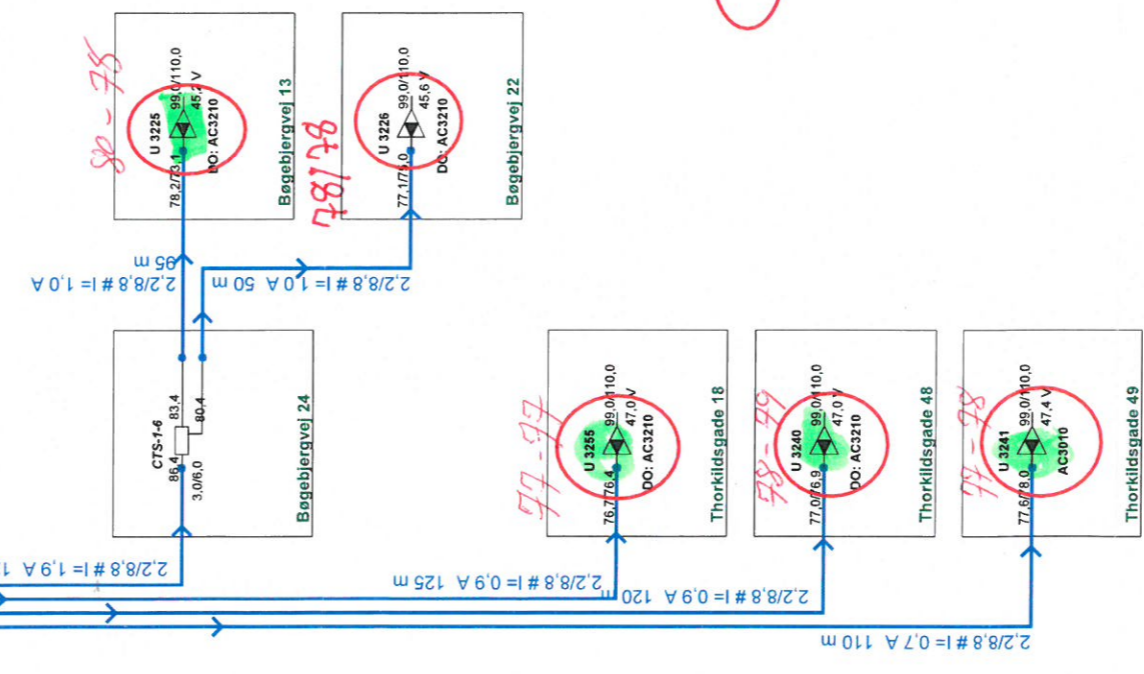 80 - 75
U 3225
99,0/110,0
45,2 V
78,2/73,1
DO: AC3210
Bøgebjergvej 13
78/78
U 3226
99,0/110,0
45,6 V
77,1/75,0
DO: AC3210
Bøgebjergvej 22
2,2/8,8 # I= 1,0 A
95 m
2,2/8,8 # I= 1,0 A 50 m
CTS-1-6
86,4
83,4
80,4
3,0/6,0
Bøgebjergvej 24
77 - 77
U 3255
99,0/110,0
47,0 V
76,7/76,4
DO: AC3210
Thorkildsgade 18
78 - 79
U 3240
99,0/110,0
47,0 V
77,0/76,9
DO: AC3210
Thorkildsgade 48
77 - 78
U 3241
99,0/110,0
47,4 V
77,6/78,0
AC3010
Thorkildsgade 49
2,2/8,8 # I= 1,9 A
2,2/8,8 # I= 0,9 A 125 m
2,2/8,8 # I= 0,9 A 120 m
2,2/8,8 # I= 0,7 A 110 m